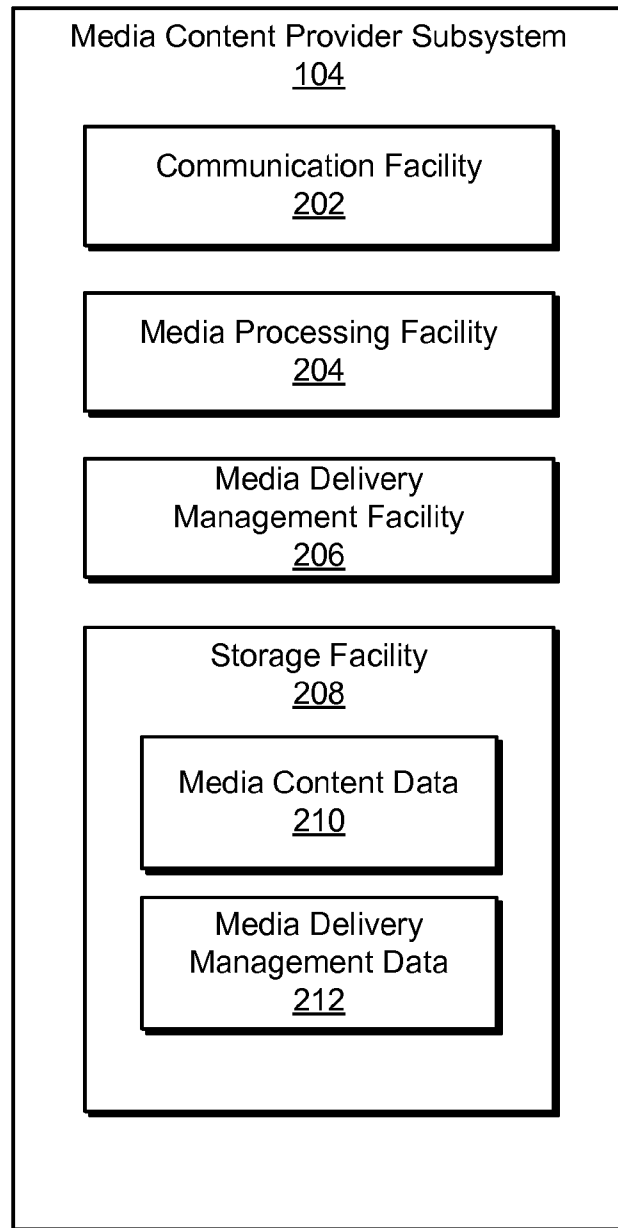 Media Content Provider Subsystem
104
Communication Facility
202
Media Processing Facility
204
Media Delivery
Management Facility
206
Storage Facility
208
Media Content Data
210
Media Delivery
Management Data
212